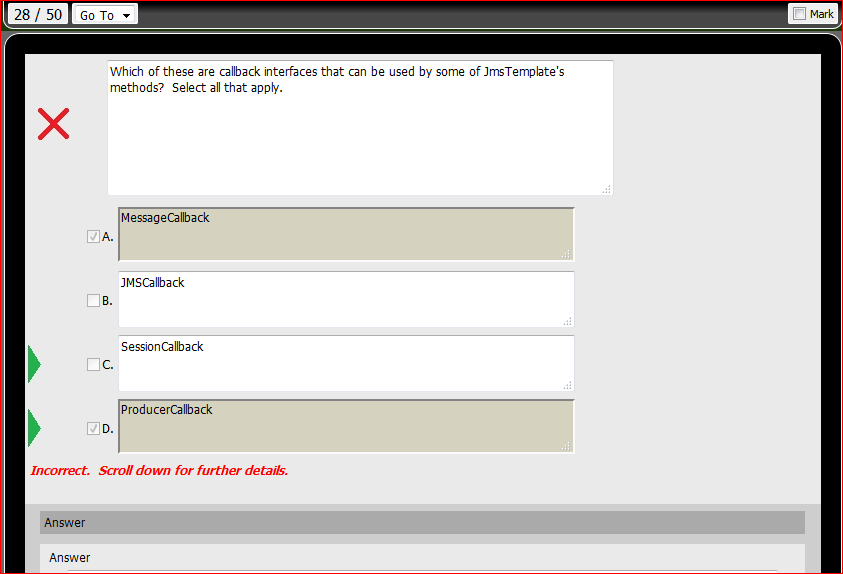 28 / 50 Go To Mark
Which of these are callback interfaces that can be used by some of JmsTemplate's
methods?  Select all that apply.
A. MessageCallback
B. JMSCallback
C. SessionCallback
D. ProducerCallback
Incorrect.  Scroll down for further details.
Answer
Answer